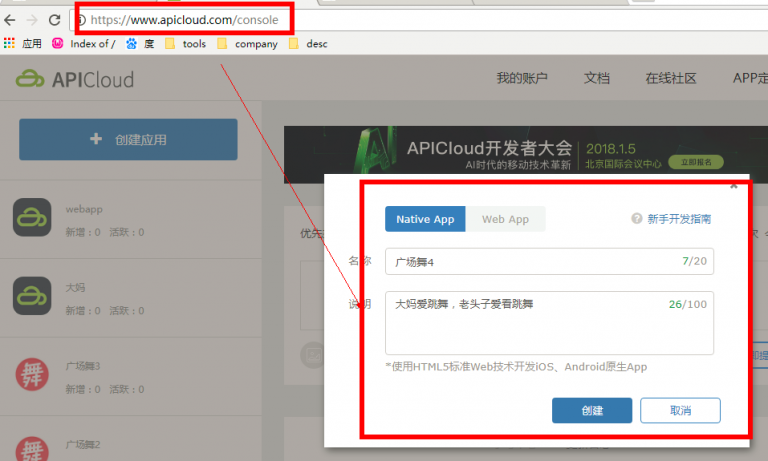 https://www.apicloud.com/console
应用 Index of / 度 tools company desc
APICloud 我的账户 文档 在线社区 APP定
+ 创建应用
APICloud开发者大会 2018.1.5
AI时代的移动技术革新 北京国际会议中心 立即报名
webapp
新增：0 活跃：0
大妈
新增：0 活跃：0
广场舞3
新增：0 活跃：0
广场舞2
优先
Native App Web App ? 新手开发指南
名称 广场舞4 7/20
说明 大妈爱跳舞，老头子爱看跳舞 26/100
*使用HTML5标准Web技术开发iOS、Android原生App
创建 取消